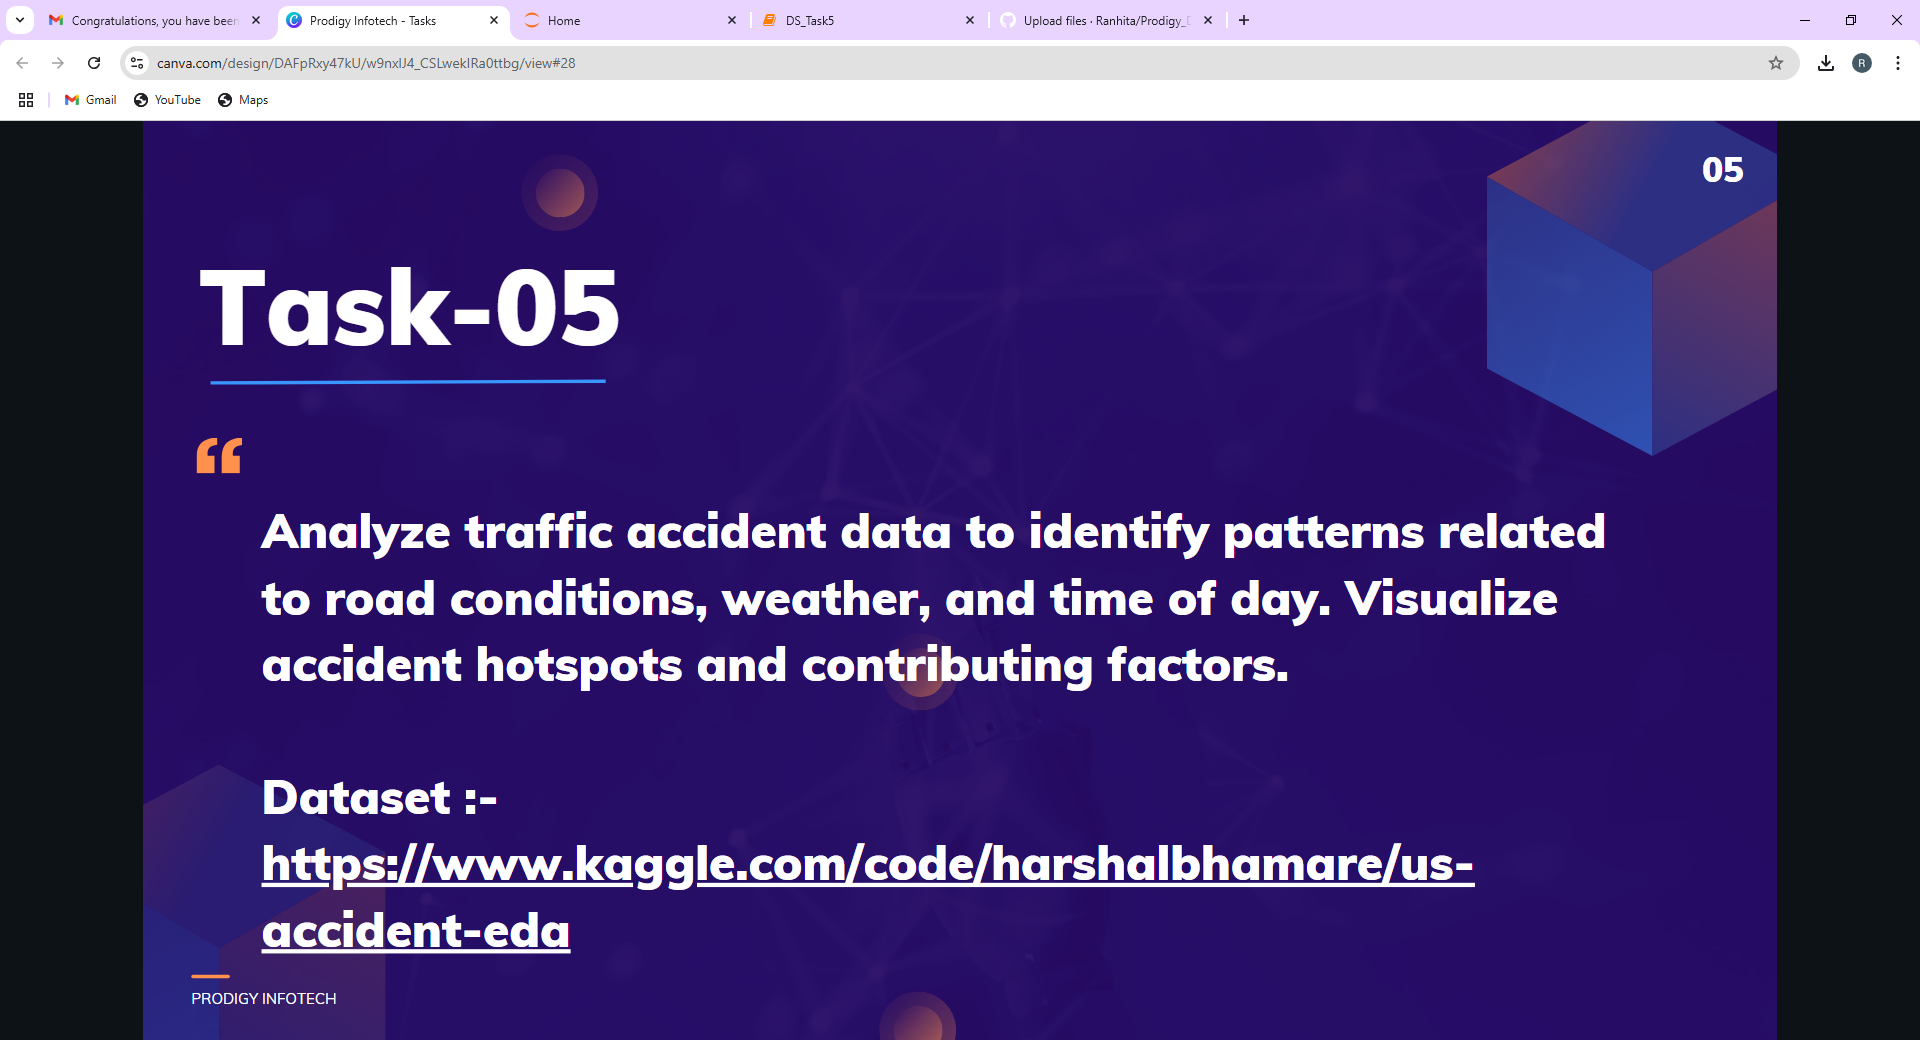 Congratulations, you have been
Prodigy Infotech - Tasks
Home
DS_Task5
Upload files · Ranhita/Prodigy_D
canva.com/design/DAFpRxy47kU/w9nxlJ4_CSLwekIRa0ttbg/view#28
R
Gmail
YouTube
Maps
05
Task-05
“
Analyze traffic accident data to identify patterns related
to road conditions, weather, and time of day. Visualize
accident hotspots and contributing factors.
Dataset :-
https://www.kaggle.com/code/harshalbhamare/us-
accident-eda
PRODIGY INFOTECH